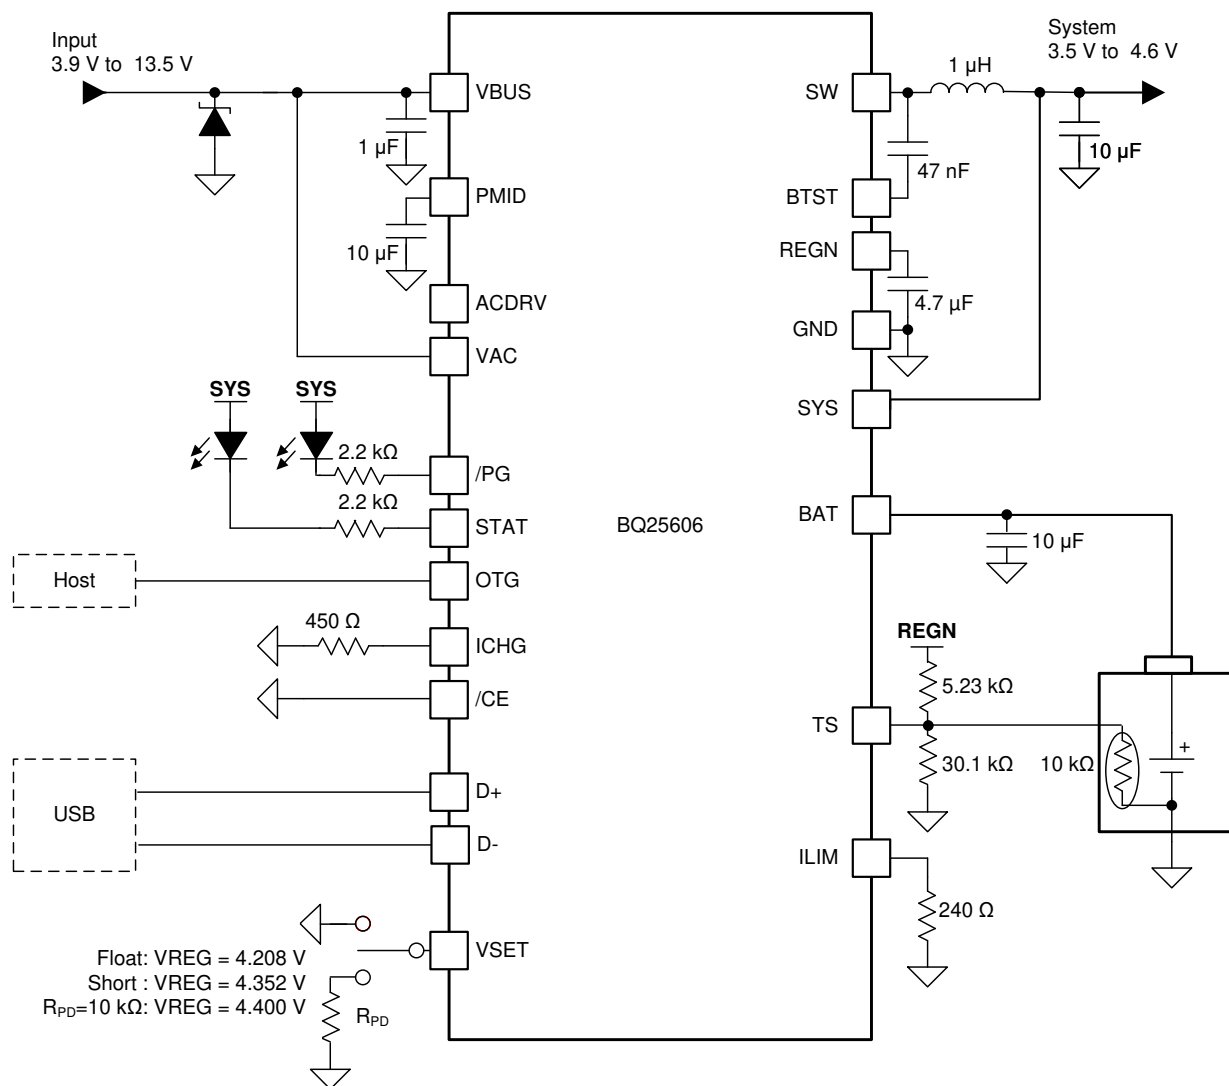 Input
3.9 V to 13.5 V
System
3.5 V to 4.6 V
VBUS
SW
1 µH
1 µF
10 µF
47 nF
PMID
BTST
10 µF
REGN
ACDRV
4.7 µF
GND
VAC
SYS
SYS
SYS
2.2 kΩ
/PG
2.2 kΩ
STAT
BQ25606
BAT
10 µF
Host
OTG
450 Ω
ICHG
REGN
/CE
5.23 kΩ
TS
30.1 kΩ
10 kΩ
+
D+
USB
D-
ILIM
240 Ω
VSET
Float: VREG = 4.208 V
Short : VREG = 4.352 V
RPD=10 kΩ: VREG = 4.400 V
RPD